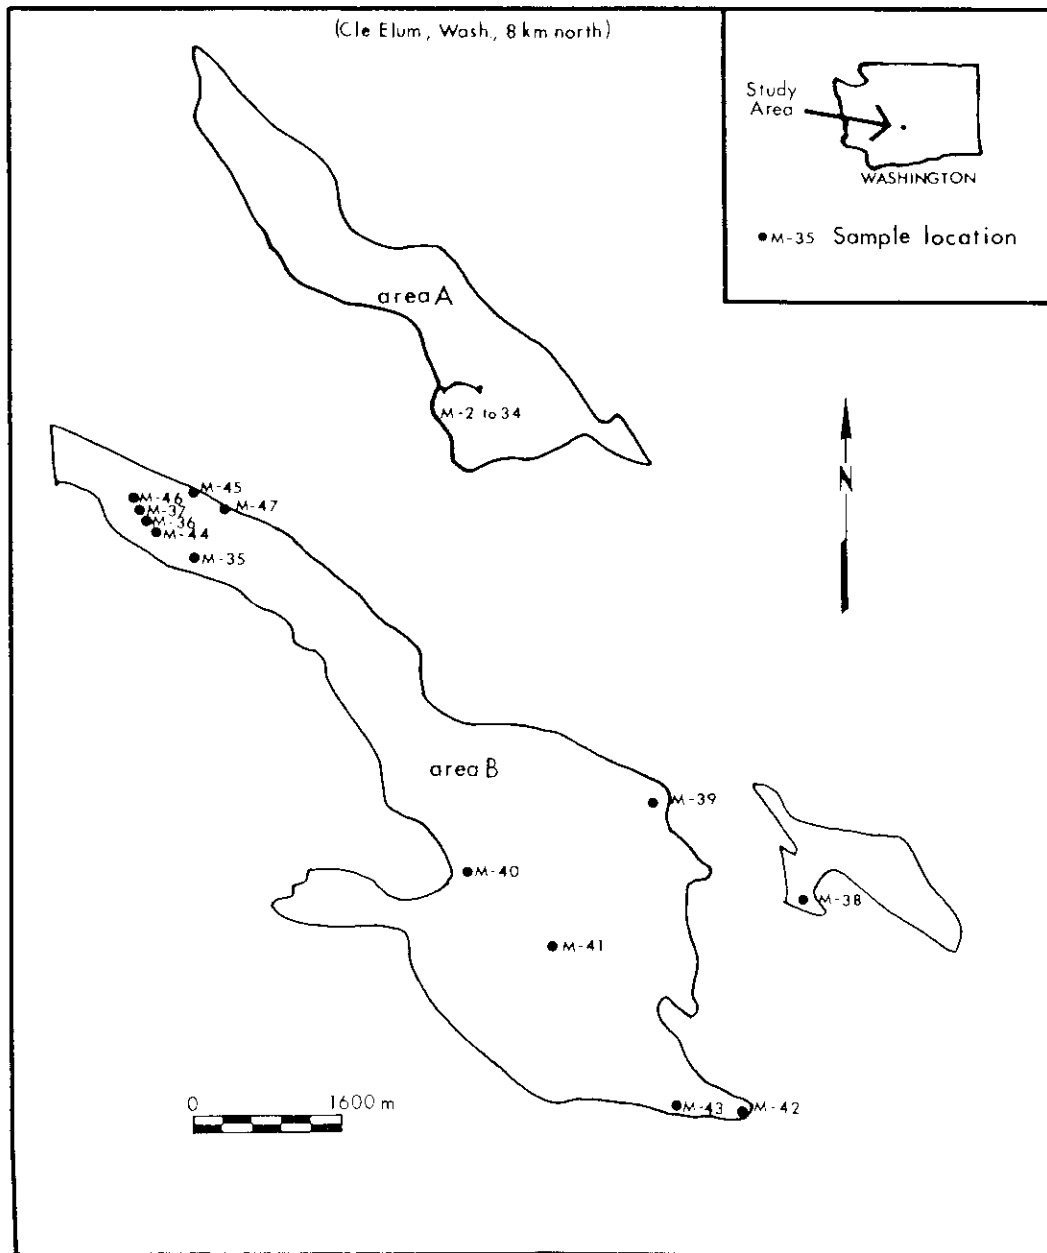 (Cle Elum, Wash., 8 km north)
Study
Area
WASHINGTON
M-35 Sample location
area A
M-2 to 34
N
M-45
M-46
M-47
M-37
M-36
M-44
M-35
area B
M-39
M-40
M-38
M-41
0 1600 m
M-43
M-42